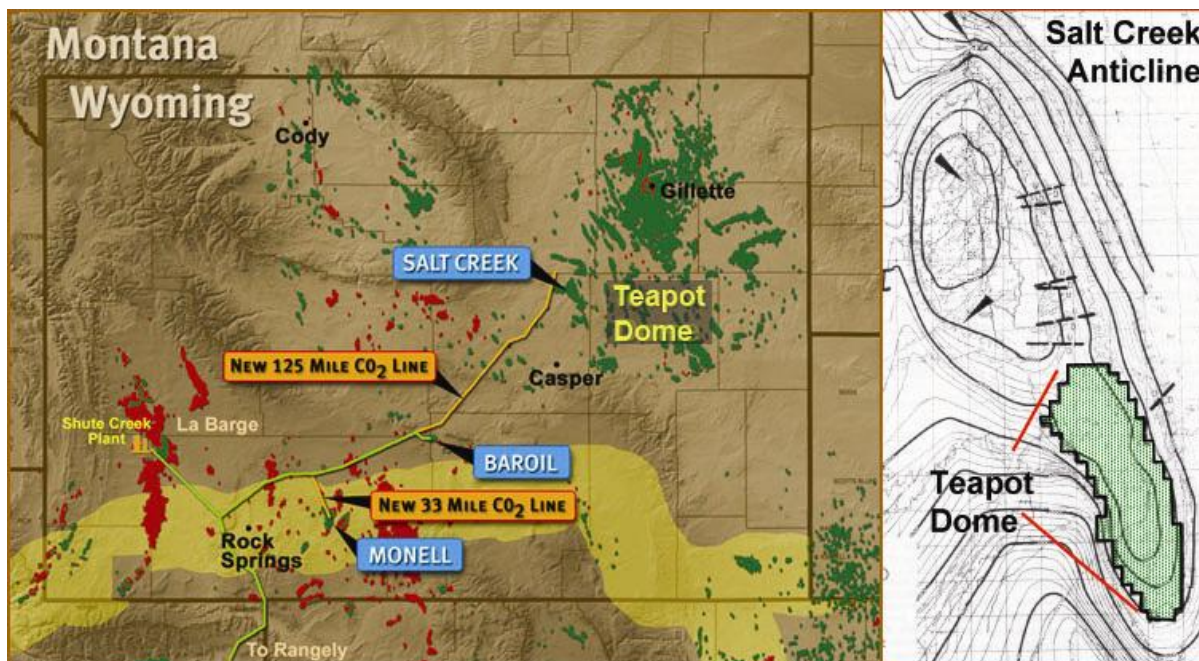 Montana
Wyoming
Cody
Gillette
SALT CREEK
Teapot
Dome
NEW 125 MILE CO₂ LINE
Casper
Shute Creek
Plant
La Barge
BAROIL
NEW 33 MILE CO₂ LINE
Rock
Springs
MONELL
To Rangely
Salt Creek
Anticline
Teapot
Dome